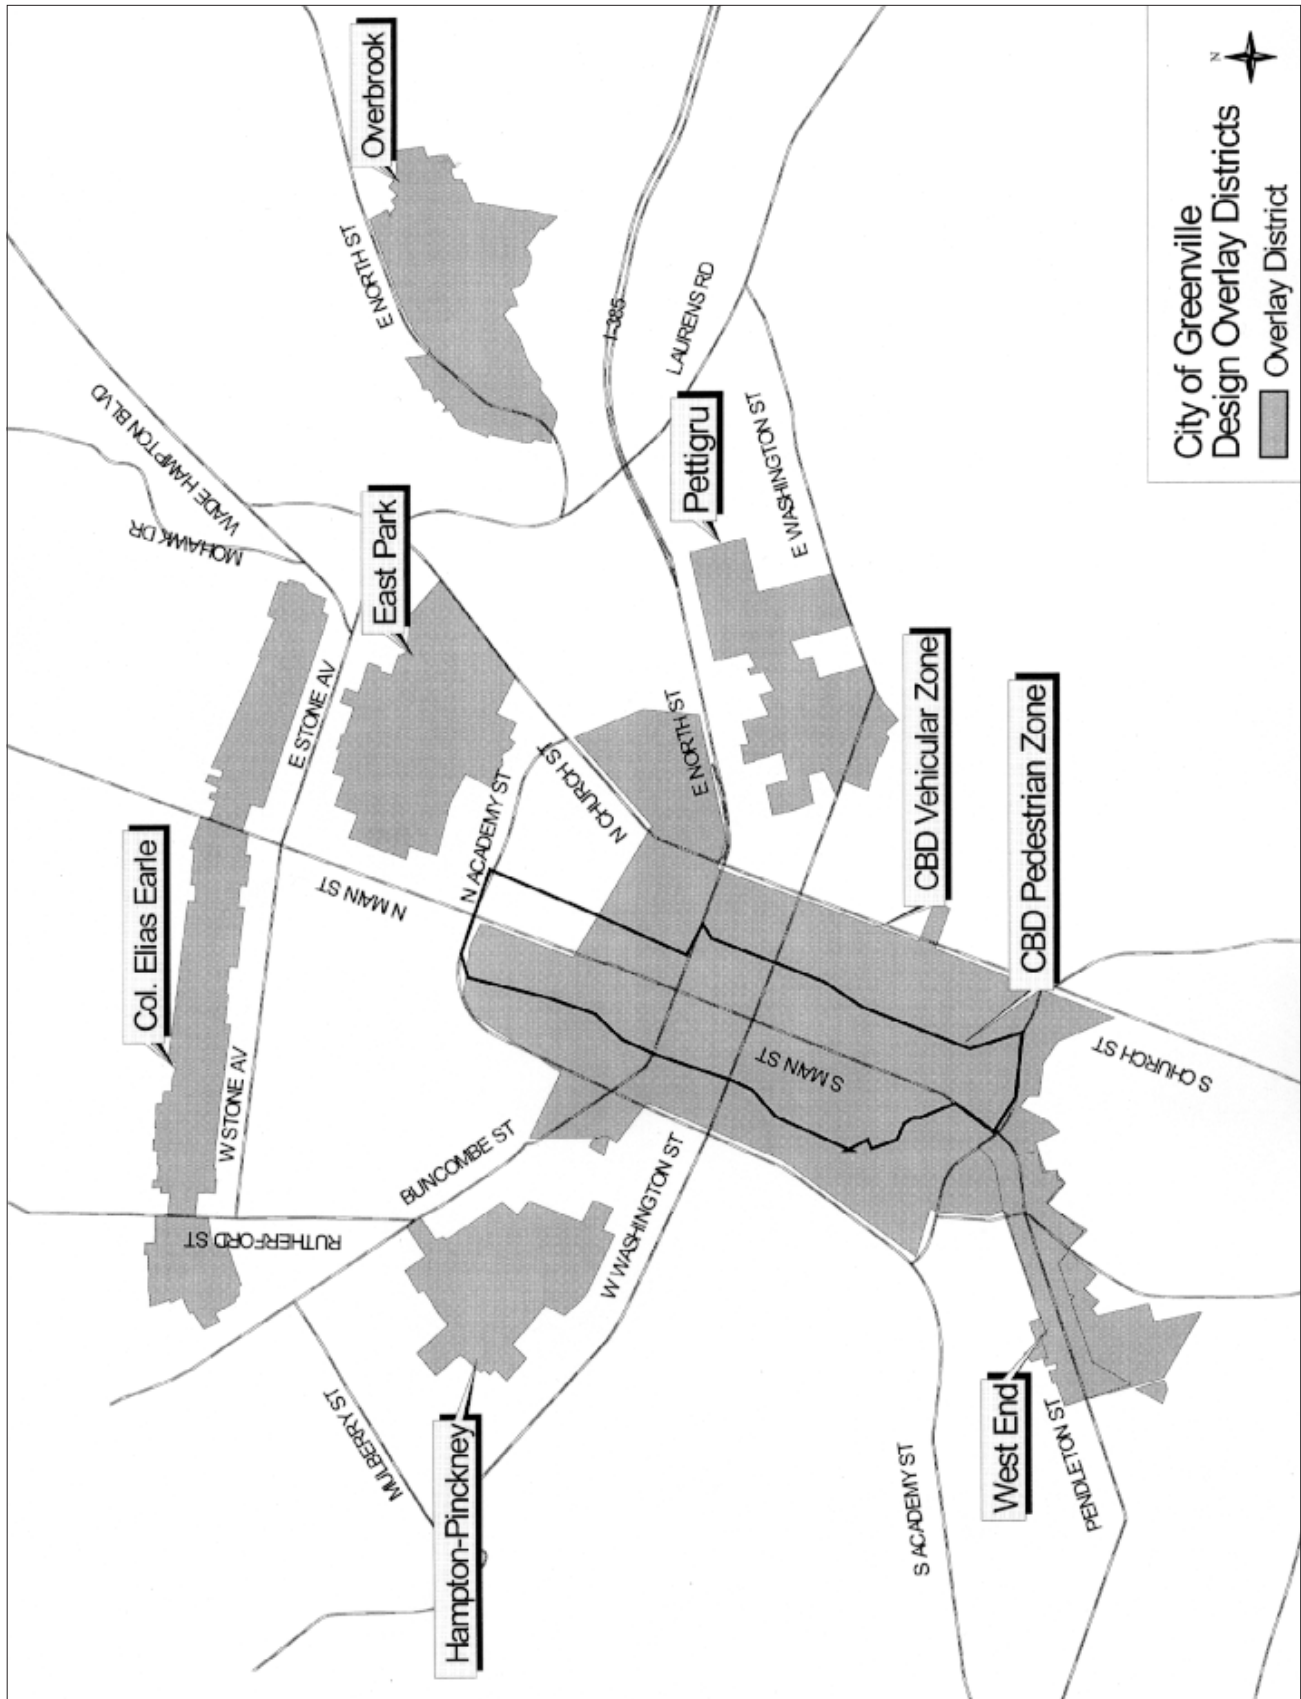 Overbrook
E NORTH ST
WADE HAMPTON BLVD
MOHAWK DR
I-385
LAURENS RD
East Park
Pettigru
E WASHINGTON ST
E STONE AV
Col. Elias Earle
N MAIN ST
N ACADEMY ST
N CHURCH ST
E NORTH ST
CBD Vehicular Zone
CBD Pedestrian Zone
W STONE AV
RUTHERFORD ST
BUNCOMBE ST
S MAIN ST
S CHURCH ST
W WASHINGTON ST
MULBERRY ST
Hampton-Pinckney
S ACADEMY ST
West End
PENDLETON ST
N
City of Greenville
Design Overlay Districts
Overlay District